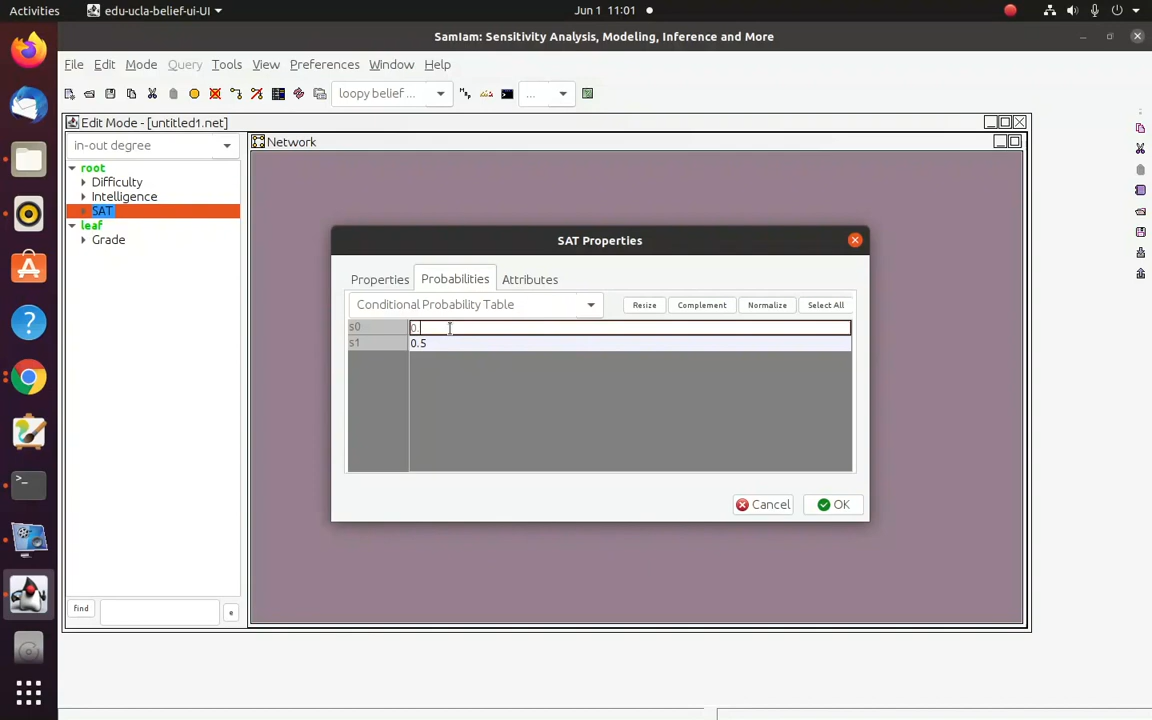 Activities
edu-ucla-belief-ui-UI
Jun 1 11:01
SamIam: Sensitivity Analysis, Modeling, Inference and More
File Edit Mode Query Tools View Preferences Window Help
loopy belief ...
...
Edit Mode - [untitled1.net]
in-out degree
root
Difficulty
Intelligence
SAT
leaf
Grade
find
e
Network
SAT Properties
Properties Probabilities Attributes
Conditional Probability Table
Resize Complement Normalize Select All
s0 0.
s1 0.5
Cancel OK